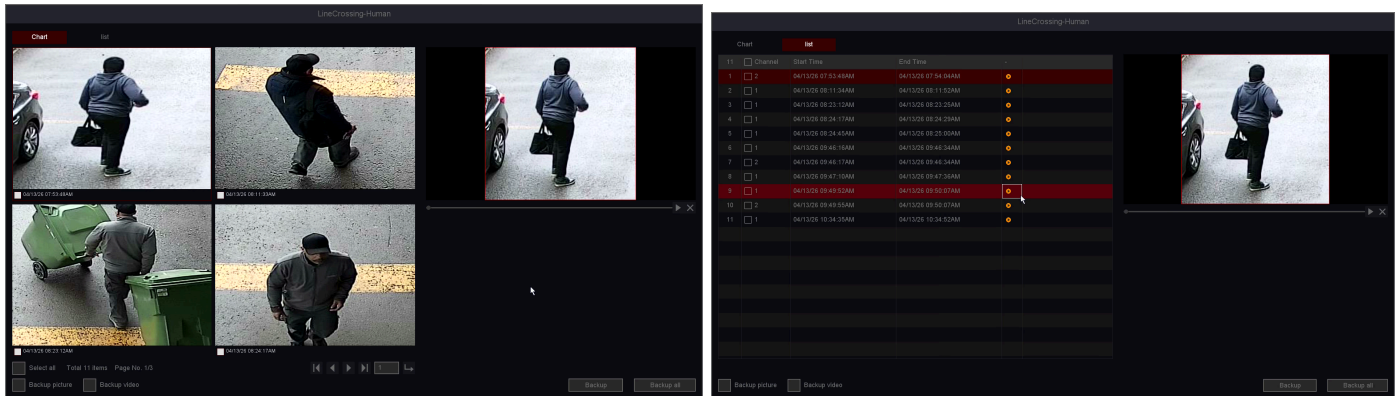 LineCrossing-Human
Chart list
04/13/26 07:53:48AM
04/13/26 08:11:33AM
04/13/26 08:23:12AM
04/13/26 08:24:17AM
Select all Total 11 items Page No. 1/3
1
Backup picture Backup video Backup Backup all
LineCrossing-Human
Chart list
11 Channel Start Time End Time -
1 2 04/13/26 07:53:48AM 04/13/26 07:54:04AM
2 1 04/13/26 08:11:34AM 04/13/26 08:11:52AM
3 1 04/13/26 08:23:12AM 04/13/26 08:23:25AM
4 1 04/13/26 08:24:17AM 04/13/26 08:24:29AM
5 1 04/13/26 08:24:45AM 04/13/26 08:25:00AM
6 1 04/13/26 09:46:16AM 04/13/26 09:46:34AM
7 2 04/13/26 09:46:17AM 04/13/26 09:46:34AM
8 1 04/13/26 09:47:10AM 04/13/26 09:47:36AM
9 1 04/13/26 09:49:52AM 04/13/26 09:50:07AM
10 2 04/13/26 09:49:55AM 04/13/26 09:50:07AM
11 1 04/13/26 10:34:35AM 04/13/26 10:34:52AM
Backup picture Backup video Backup Backup all